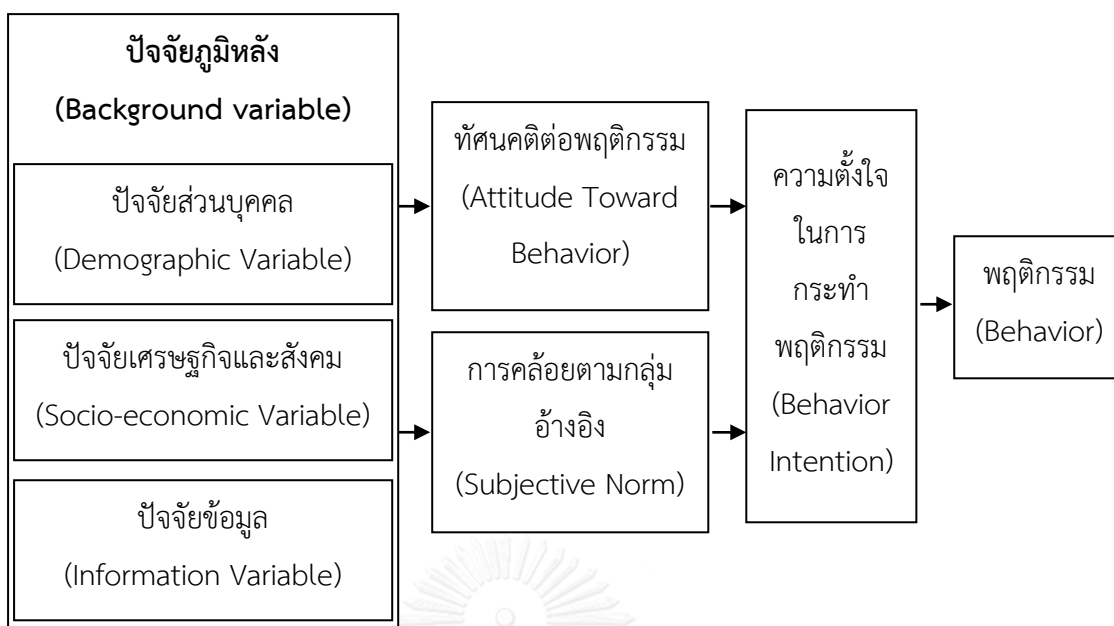 ปัจจัยภูมิหลัง
(Background variable)
ปัจจัยส่วนบุคคล
(Demographic Variable)
ปัจจัยเศรษฐกิจและสังคม
(Socio-economic Variable)
ปัจจัยข้อมูล
(Information Variable)
ทัศนคติต่อพฤติกรรม
(Attitude Toward
Behavior)
การคล้อยตามกลุ่ม
อ้างอิง
(Subjective Norm)
ความตั้งใจ
ในการ
กระทำ
พฤติกรรม
(Behavior
Intention)
พฤติกรรม
(Behavior)